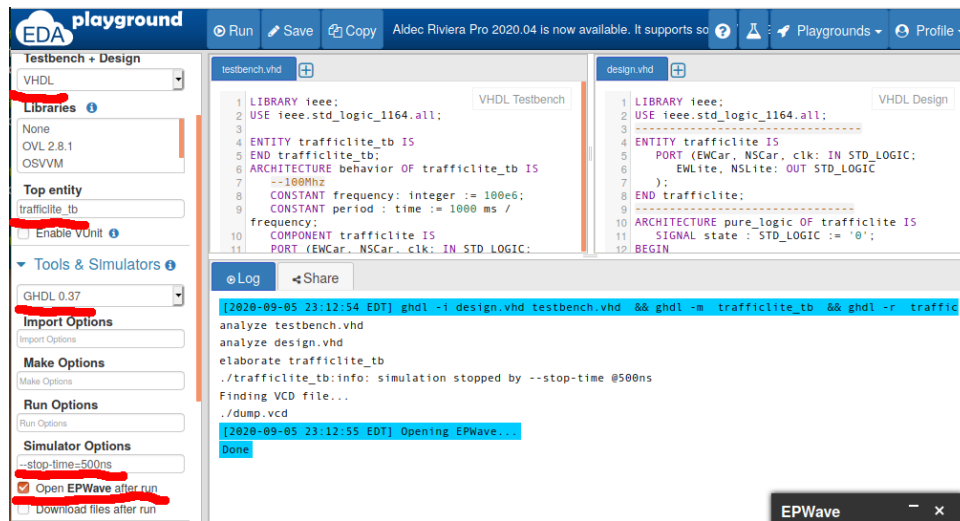 EDA playground
Run Save Copy Aldec Riviera Pro 2020.04 is now available. It supports so ? Playgrounds Profile
Testbench + Design
VHDL
Libraries
None
OVL 2.8.1
OSVVM
Top entity
trafficlite_tb
Enable VUnit
Tools & Simulators
GHDL 0.37
Import Options
Import Options
Make Options
Make Options
Run Options
Run Options
Simulator Options
--stop-time=500ns
Open EPWave after run
Download files after run
testbench.vhd
VHDL Testbench
1 LIBRARY ieee;
2 USE ieee.std_logic_1164.all;
3
4 ENTITY trafficlite_tb IS
5 END trafficlite_tb;
6 ARCHITECTURE behavior OF trafficlite_tb IS
7 --100Mhz
8 CONSTANT frequency: integer := 100e6;
9 CONSTANT period : time := 1000 ms /
frequency;
10 COMPONENT trafficlite IS
11 PORT (EWCar, NSCar, clk: IN STD_LOGIC;
design.vhd
VHDL Design
1 LIBRARY ieee;
2 USE ieee.std_logic_1164.all;
3 ---------------------------------
4 ENTITY trafficlite IS
5 PORT (EWCar, NSCar, clk: IN STD_LOGIC;
6 EWLite, NSLite: OUT STD_LOGIC
7 );
8 END trafficlite;
9 --------------------------------
10 ARCHITECTURE pure_logic OF trafficlite IS
11 SIGNAL state : STD_LOGIC := '0';
12 BEGIN
Log Share
[2020-09-05 23:12:54 EDT] ghdl -i design.vhd testbench.vhd && ghdl -m trafficlite_tb && ghdl -r traffic
analyze testbench.vhd
analyze design.vhd
elaborate trafficlite_tb
./trafficlite_tb:info: simulation stopped by --stop-time @500ns
Finding VCD file...
./dump.vcd
[2020-09-05 23:12:55 EDT] Opening EPWave...
Done
EPWave